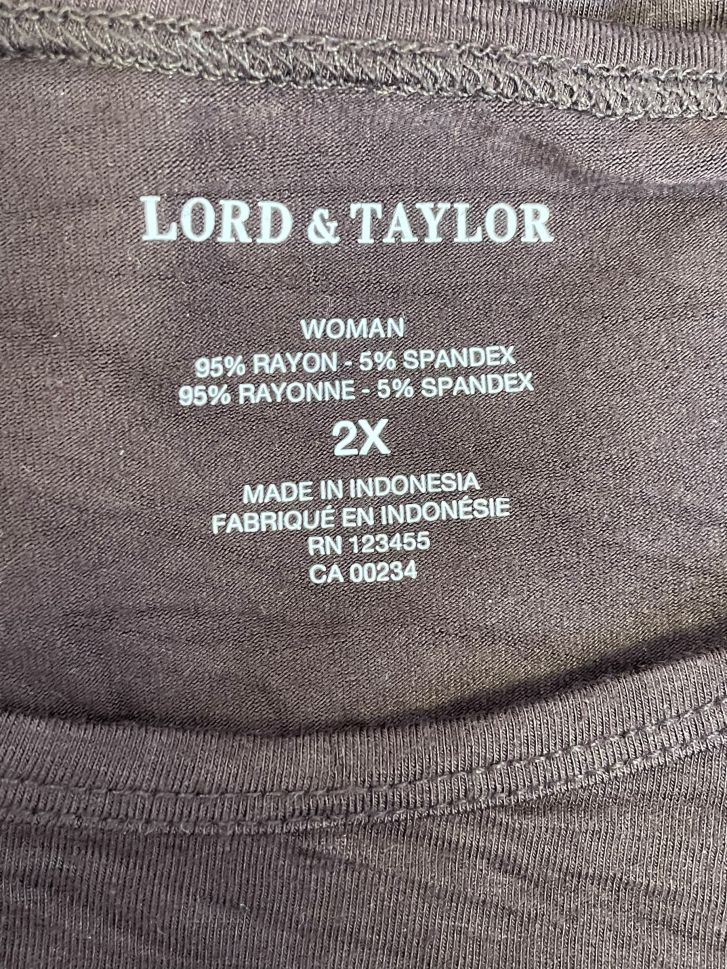 LORD & TAYLOR
WOMAN
95% RAYON - 5% SPANDEX
95% RAYONNE - 5% SPANDEX
2X
MADE IN INDONESIA
FABRIQUÉ EN INDONÉSIE
RN 123455
CA 00234